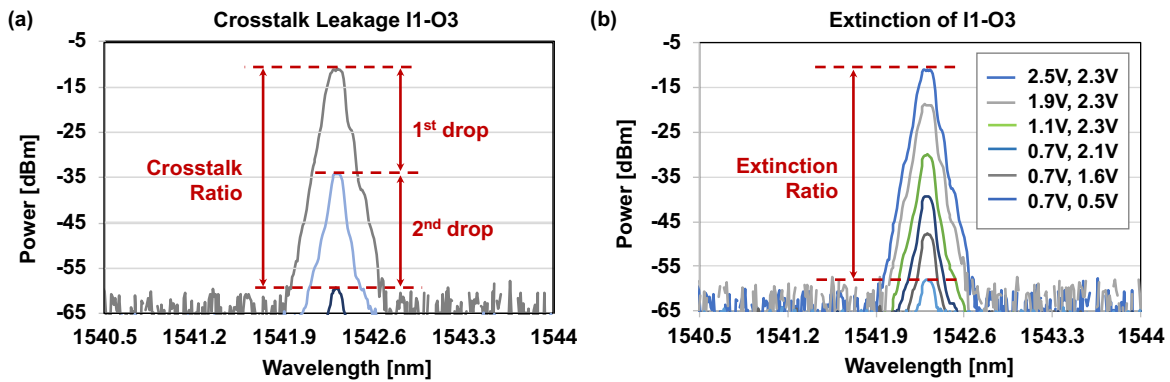 (a)
Crosstalk Leakage I1-O3
-5
-15
-25
-35
-45
-55
-65
Power [dBm]
Crosstalk
Ratio
1st drop
2nd drop
1540.5 1541.2 1541.9 1542.6 1543.3 1544
Wavelength [nm]
(b)
Extinction of I1-O3
-5
-15
-25
-35
-45
-55
-65
Power [dBm]
Extinction
Ratio
2.5V, 2.3V
1.9V, 2.3V
1.1V, 2.3V
0.7V, 2.1V
0.7V, 1.6V
0.7V, 0.5V
1540.5 1541.2 1541.9 1542.6 1543.3 1544
Wavelength [nm]